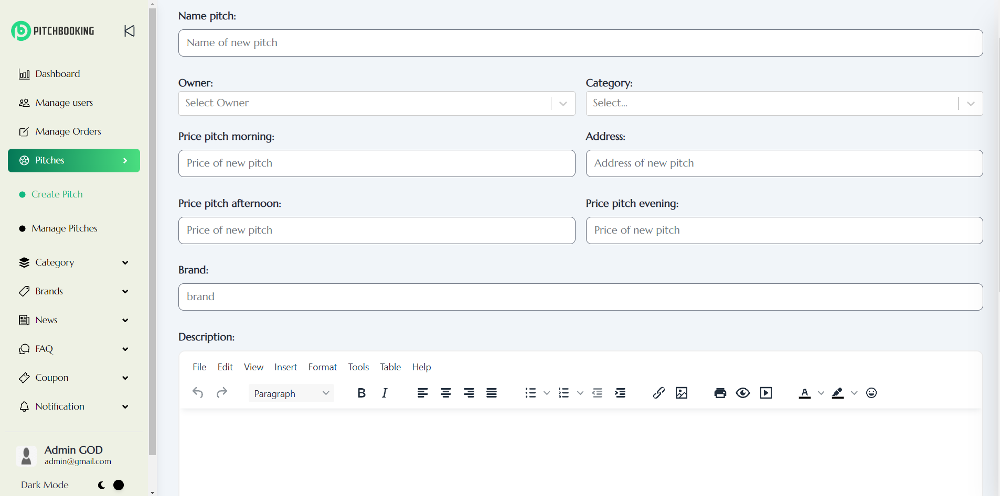 PITCHBOOKING
Dashboard
Manage users
Manage Orders
Pitches
Create Pitch
Manage Pitches
Category
Brands
News
FAQ
Coupon
Notification
Admin GOD
admin@gmail.com
Dark Mode
Name pitch:
Name of new pitch
Owner:
Select Owner
Category:
Select...
Price pitch morning:
Price of new pitch
Address:
Address of new pitch
Price pitch afternoon:
Price of new pitch
Price pitch evening:
Price of new pitch
Brand:
brand
Description:
File Edit View Insert Format Tools Table Help
Paragraph B I A